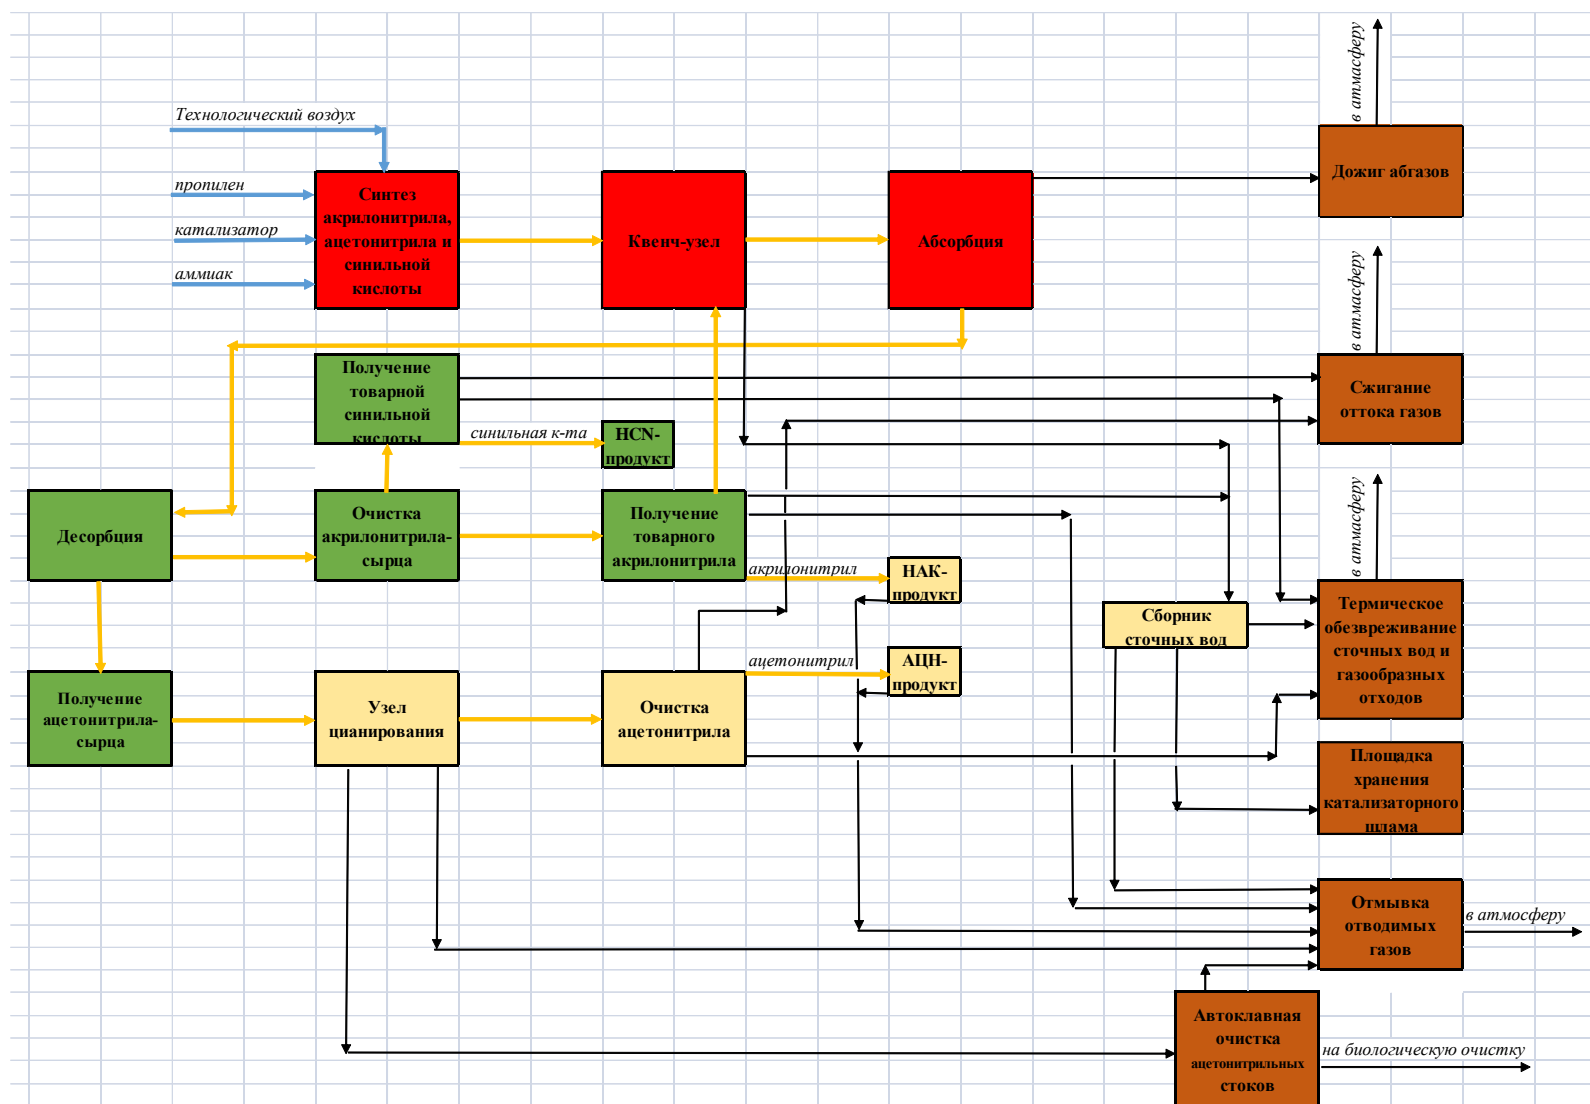 в атмасферу
Технологический воздух
пропилен
катализатор
аммиак
Синтез
акрилонитрила,
ацетонитрила и
синильной
кислоты
Квенч-узел
Абсорбция
Дожиг абгазов
в атмасферу
Получение
товарной
синильной
кислоты
синильная к-та
HCN-
продукт
Сжигание
оттока газов
в атмасферу
Десорбция
Очистка
акрилонитрила-
сырца
Получение
товарного
акрилонитрила
акрилонитрил
НАК-
продукт
Сборник
сточных вод
Термическое
обезвреживание
сточных вод и
газообразных
отходов
Получение
ацетонитрила-
сырца
Узел
цианирования
Очистка
ацетонитрила
ацетонитрил
АЦН-
продукт
Площадка
хранения
катализаторного
шлама
Отмывка
отводимых
газов
в атмосферу
Автоклавная
очистка
ацетонитрильных
стоков
на биологическую очистку